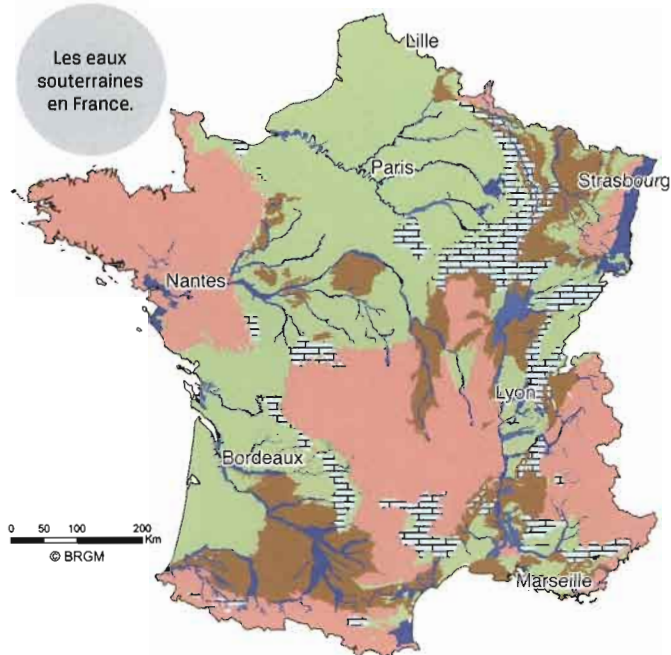 Les eaux
souterraines
en France.
Lille
Paris
Strasbourg
Nantes
Lyon
Bordeaux
0 50 100 200
Km
© BRGM
Marseille